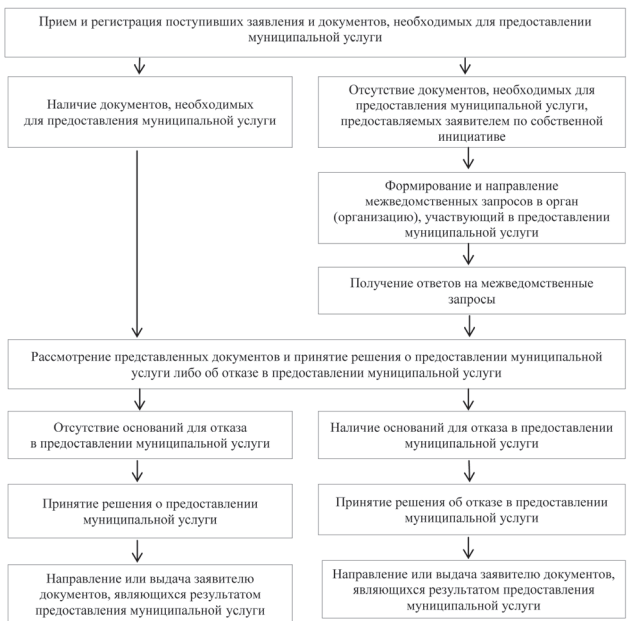 Прием и регистрация поступивших заявления и документов, необходимых для предоставлении
муниципальной услуги
Наличие документов, необходимых
для предоставления муниципальной услуги
Отсутствие документов, необходимых для
предоставления муниципальной услуги,
предоставляемых заявителем по собственной
инициативе
Формирование и направление
межведомственных запросов в орган
(организацию), участвующий в предоставлении
муниципальной услуги
Получение ответов на межведомственные
запросы
Рассмотрение представленных документов и принятие решения о предоставлении муниципальной
услуги либо об отказе в предоставлении муниципальной услуги
Отсутствие оснований для отказа
в предоставлении муниципальной услуги
Наличие оснований для отказа в предоставлении
муниципальной услуги
Принятие решения о предоставлении
муниципальной услуги
Принятие решения об отказе в предоставлении
муниципальной услуги
Направление или выдача заявителю
документов, являющихся результатом
предоставления муниципальной услуги
Направление или выдача заявителю документов,
являющихся результатом предоставления
муниципальной услуги